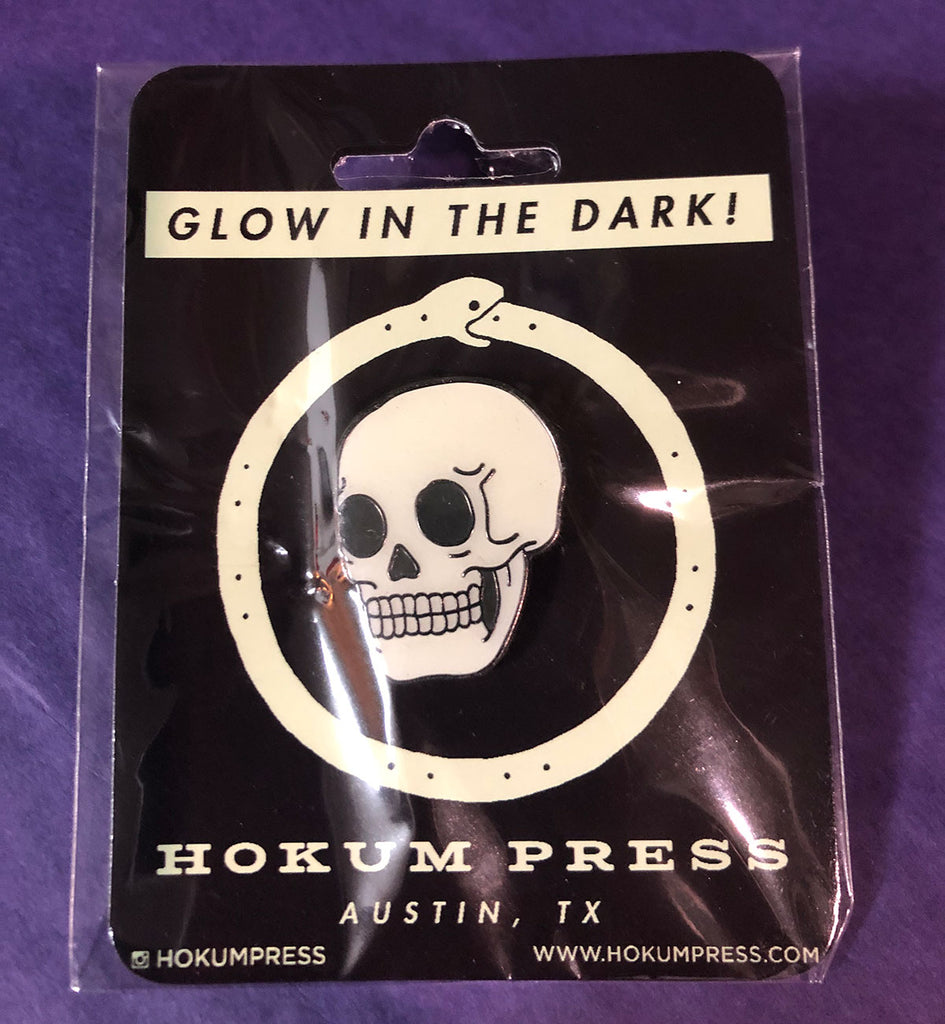 GLOW IN THE DARK!
HOKUM PRESS
AUSTIN, TX
HOKUMPRESS
WWW.HOKUMPRESS.COM